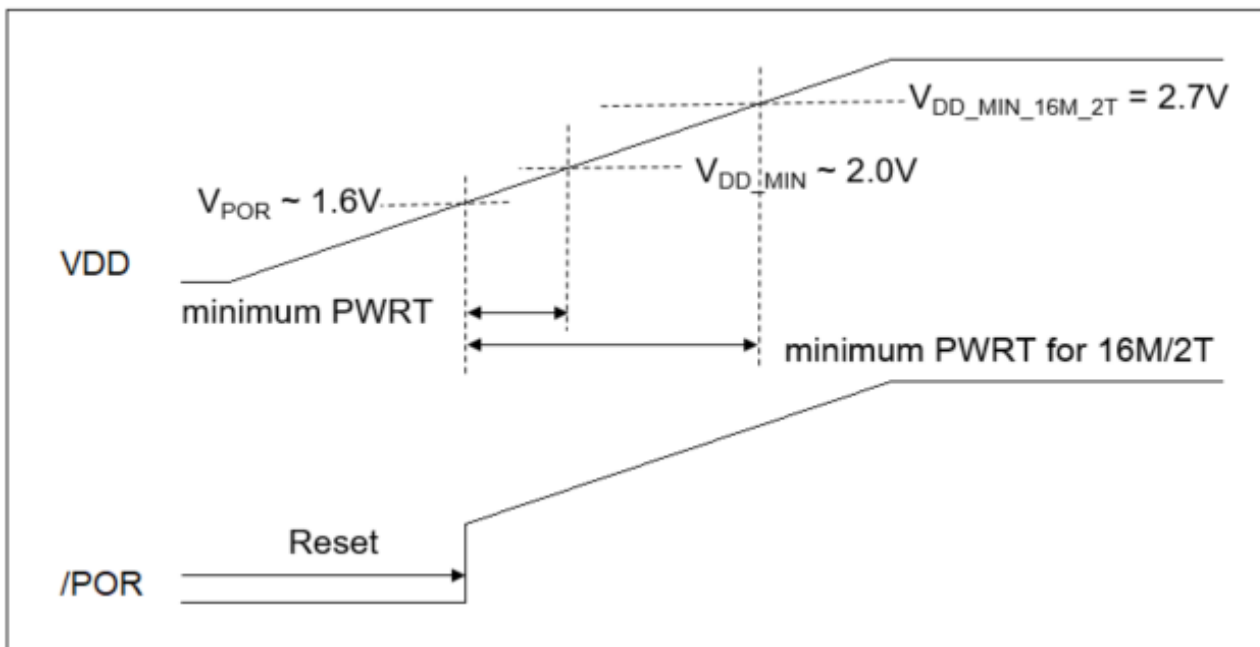 V_DD_MIN_16M_2T = 2.7V
V_DD_MIN ~ 2.0V
V_POR ~ 1.6V
VDD
minimum PWRT
minimum PWRT for 16M/2T
Reset
/POR